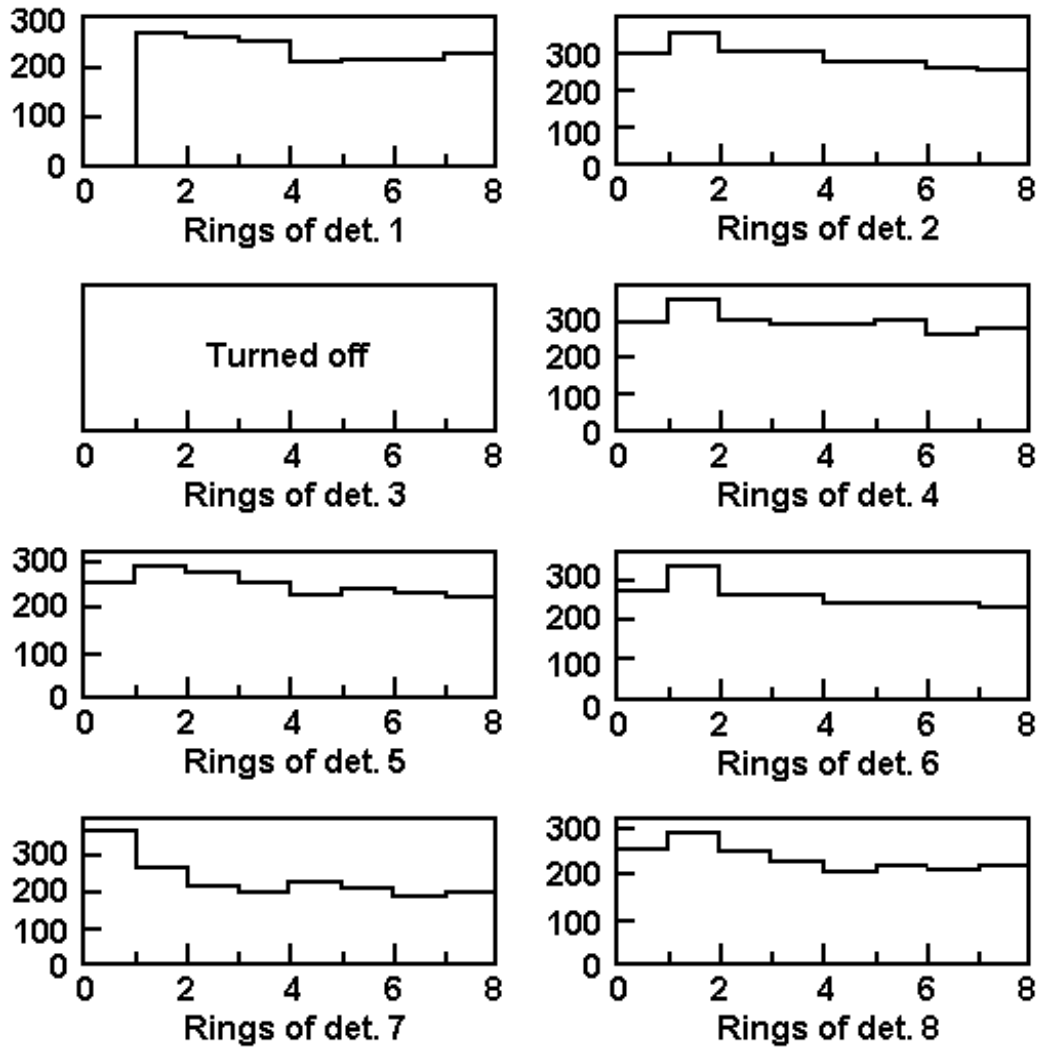 300
200
100
0
0 2 4 6 8
Rings of det. 1
300
200
100
0
0 2 4 6 8
Rings of det. 2
Turned off
0 2 4 6 8
Rings of det. 3
300
200
100
0
0 2 4 6 8
Rings of det. 4
300
200
100
0
0 2 4 6 8
Rings of det. 5
300
200
100
0
0 2 4 6 8
Rings of det. 6
300
200
100
0
0 2 4 6 8
Rings of det. 7
300
200
100
0
0 2 4 6 8
Rings of det. 8